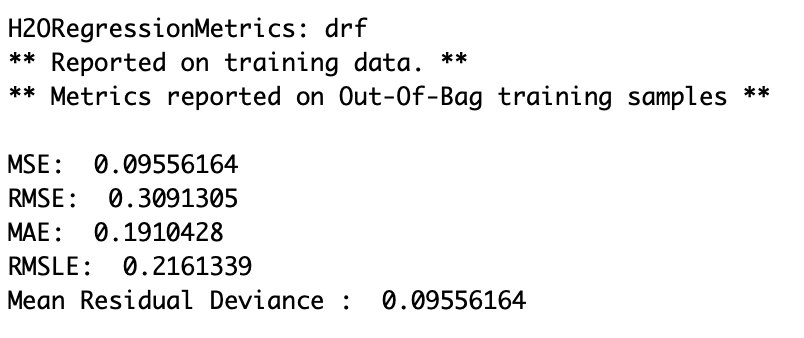 H2ORegressionMetrics: drf
** Reported on training data. **
** Metrics reported on Out-Of-Bag training samples **
MSE:  0.09556164
RMSE:  0.3091305
MAE:  0.1910428
RMSLE:  0.2161339
Mean Residual Deviance :  0.09556164